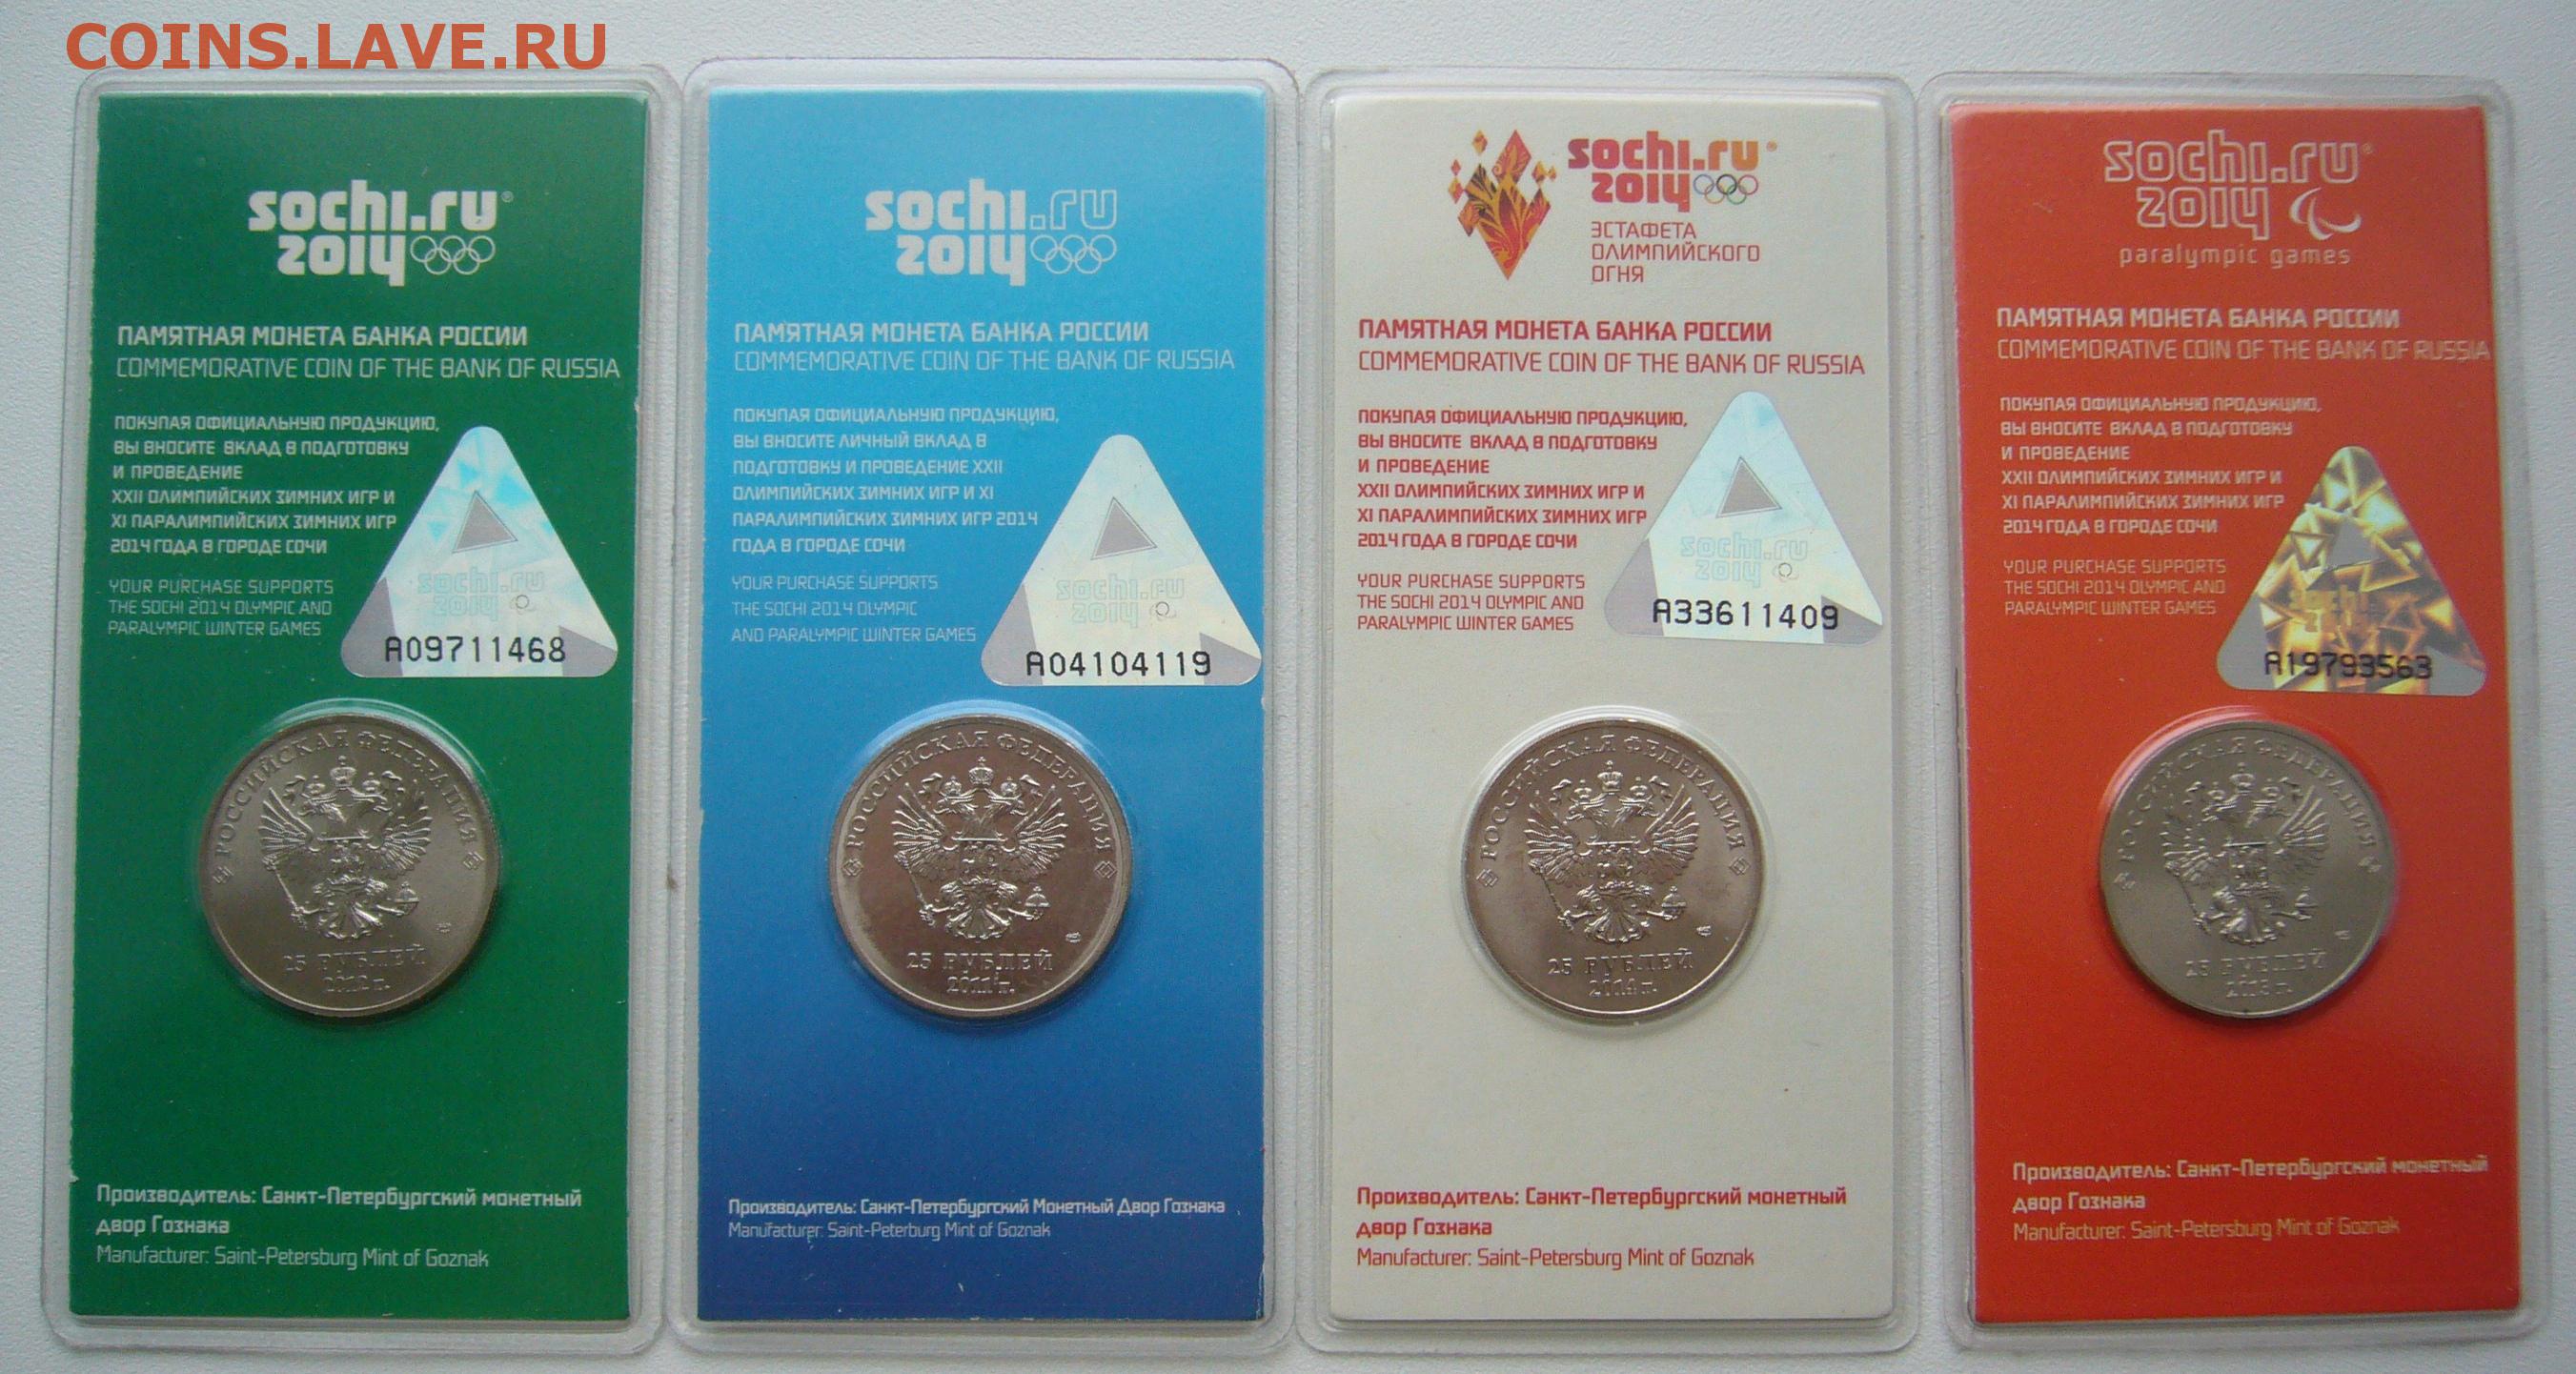 COINS.LAVE.RU
sochi.ru®
2014
ПАМЯТНАЯ МОНЕТА БАНКА РОССИИ
COMMEMORATIVE COIN OF THE BANK OF RUSSIA
ПОКУПАЯ ОФИЦИАЛЬНУЮ ПРОДУКЦИЮ,
ВЫ ВНОСИТЕ ВКЛАД В ПОДГОТОВКУ
И ПРОВЕДЕНИЕ
XXII ОЛИМПИЙСКИХ ЗИМНИХ ИГР И
XI ПАРАЛИМПИЙСКИХ ЗИМНИХ ИГР
2014 ГОДА В ГОРОДЕ СОЧИ
YOUR PURCHASE SUPPORTS
THE SOCHI 2014 OLYMPIC AND
PARALYMPIC WINTER GAMES
sochi.ru
2014
A09711468
РОССИЙСКАЯ ФЕДЕРАЦИЯ
25 РУБЛЕЙ
2012 г.
Производитель: Санкт-Петербургский монетный
двор Гознака
Manufacturer: Saint-Petersburg Mint of Goznak
sochi.ru
2014
ПАМЯТНАЯ МОНЕТА БАНКА РОССИИ
COMMEMORATIVE COIN OF THE BANK OF RUSSIA
ПОКУПАЯ ОФИЦИАЛЬНУЮ ПРОДУКЦИЮ,
ВЫ ВНОСИТЕ ЛИЧНЫЙ ВКЛАД В
ПОДГОТОВКУ И ПРОВЕДЕНИЕ XXII
ОЛИМПИЙСКИХ ЗИМНИХ ИГР И XI
ПАРАЛИМПИЙСКИХ ЗИМНИХ ИГР 2014
ГОДА В ГОРОДЕ СОЧИ
YOUR PURCHASE SUPPORTS
THE SOCHI 2014 OLYMPIC
AND PARALYMPIC WINTER GAMES
sochi.ru
2014
A04104119
РОССИЙСКАЯ ФЕДЕРАЦИЯ
25 РУБЛЕЙ
2011 г.
Производитель: Санкт-Петербургский Монетный Двор Гознака
Manufacturer: Saint-Peterburg Mint of Goznak
sochi.ru®
2014
ЭСТАФЕТА
ОЛИМПИЙСКОГО
ОГНЯ
ПАМЯТНАЯ МОНЕТА БАНКА РОССИИ
COMMEMORATIVE COIN OF THE BANK OF RUSSIA
ПОКУПАЯ ОФИЦИАЛЬНУЮ ПРОДУКЦИЮ,
ВЫ ВНОСИТЕ ВКЛАД В ПОДГОТОВКУ
И ПРОВЕДЕНИЕ
XXII ОЛИМПИЙСКИХ ЗИМНИХ ИГР И
XI ПАРАЛИМПИЙСКИХ ЗИМНИХ ИГР
2014 ГОДА В ГОРОДЕ СОЧИ
YOUR PURCHASE SUPPORTS
THE SOCHI 2014 OLYMPIC AND
PARALYMPIC WINTER GAMES
sochi.ru
2014
A33611409
РОССИЙСКАЯ ФЕДЕРАЦИЯ
25 РУБЛЕЙ
2014 г.
Производитель: Санкт-Петербургский монетный
двор Гознака
Manufacturer: Saint-Petersburg Mint of Goznak
sochi.ru®
2014
paralympic games
ПАМЯТНАЯ МОНЕТА БАНКА РОССИИ
COMMEMORATIVE COIN OF THE BANK OF RUSSIA
ПОКУПАЯ ОФИЦИАЛЬНУЮ ПРОДУКЦИЮ,
ВЫ ВНОСИТЕ ВКЛАД В ПОДГОТОВКУ
И ПРОВЕДЕНИЕ
XXII ОЛИМПИЙСКИХ ЗИМНИХ ИГР И
XI ПАРАЛИМПИЙСКИХ ЗИМНИХ ИГР
2014 ГОДА В ГОРОДЕ СОЧИ
YOUR PURCHASE SUPPORTS
THE SOCHI 2014 OLYMPIC AND
PARALYMPIC WINTER GAMES
A19793563
РОССИЙСКАЯ ФЕДЕРАЦИЯ
25 РУБЛЕЙ
2013 г.
Производитель: Санкт-Петербургский монетный
двор Гознака
Manufacturer: Saint-Petersburg Mint of Goznak